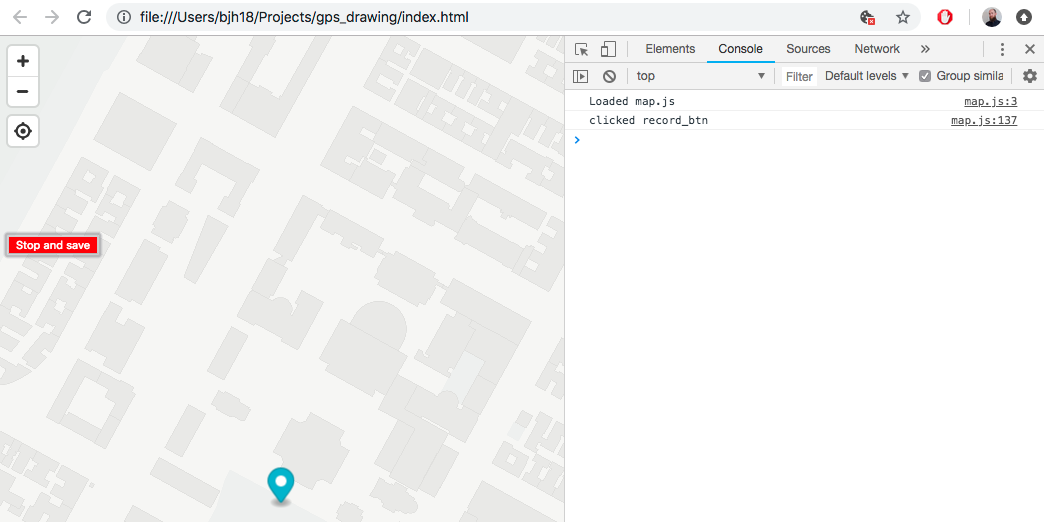 file:///Users/bjh18/Projects/gps_drawing/index.html
Elements Console Sources Network »
top Filter Default levels Group simila
Loaded map.js map.js:3
clicked record_btn map.js:137
+
−
Stop and save